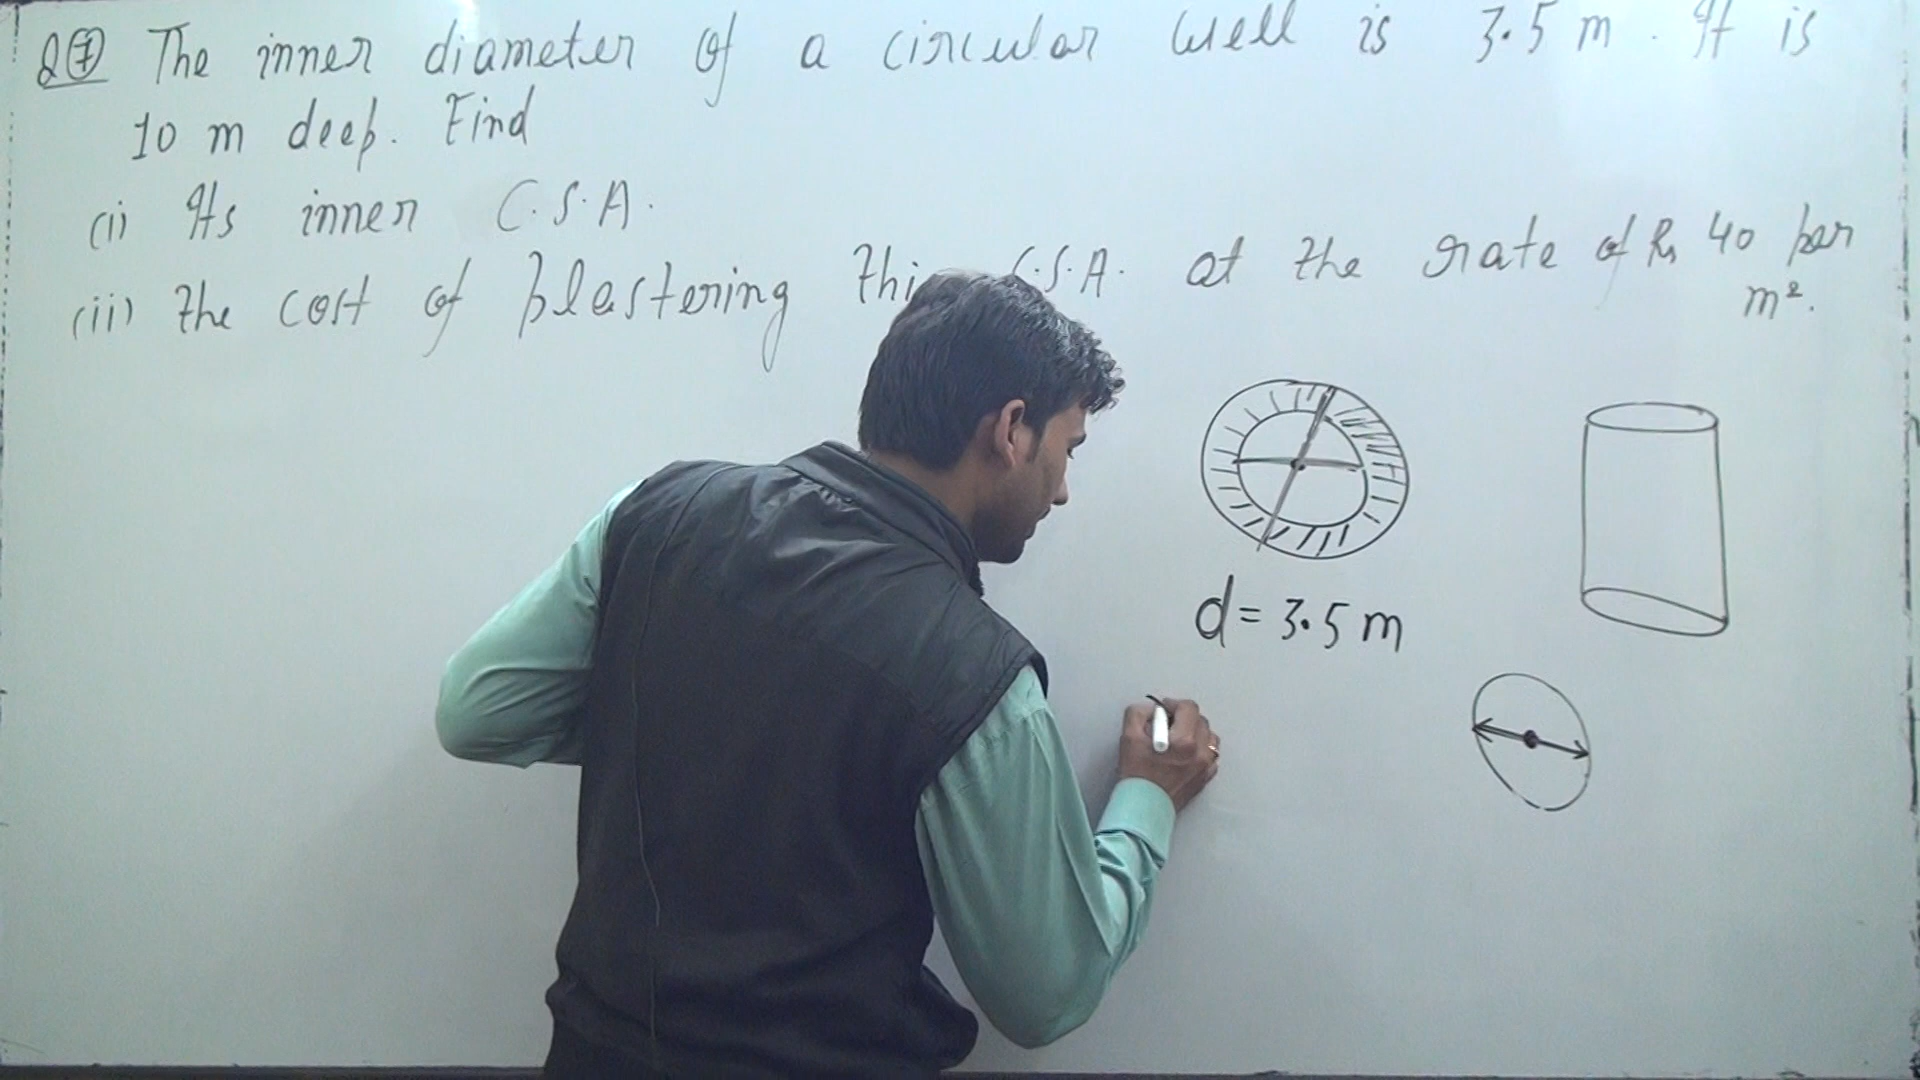 Q7 The inner diameter of a circular well is 3.5 m. It is
10 m deep. Find
(i) Its inner C.S.A.
(ii) The cost of plastering this C.S.A. at the rate of Rs 40 per
m².
d = 3.5 m